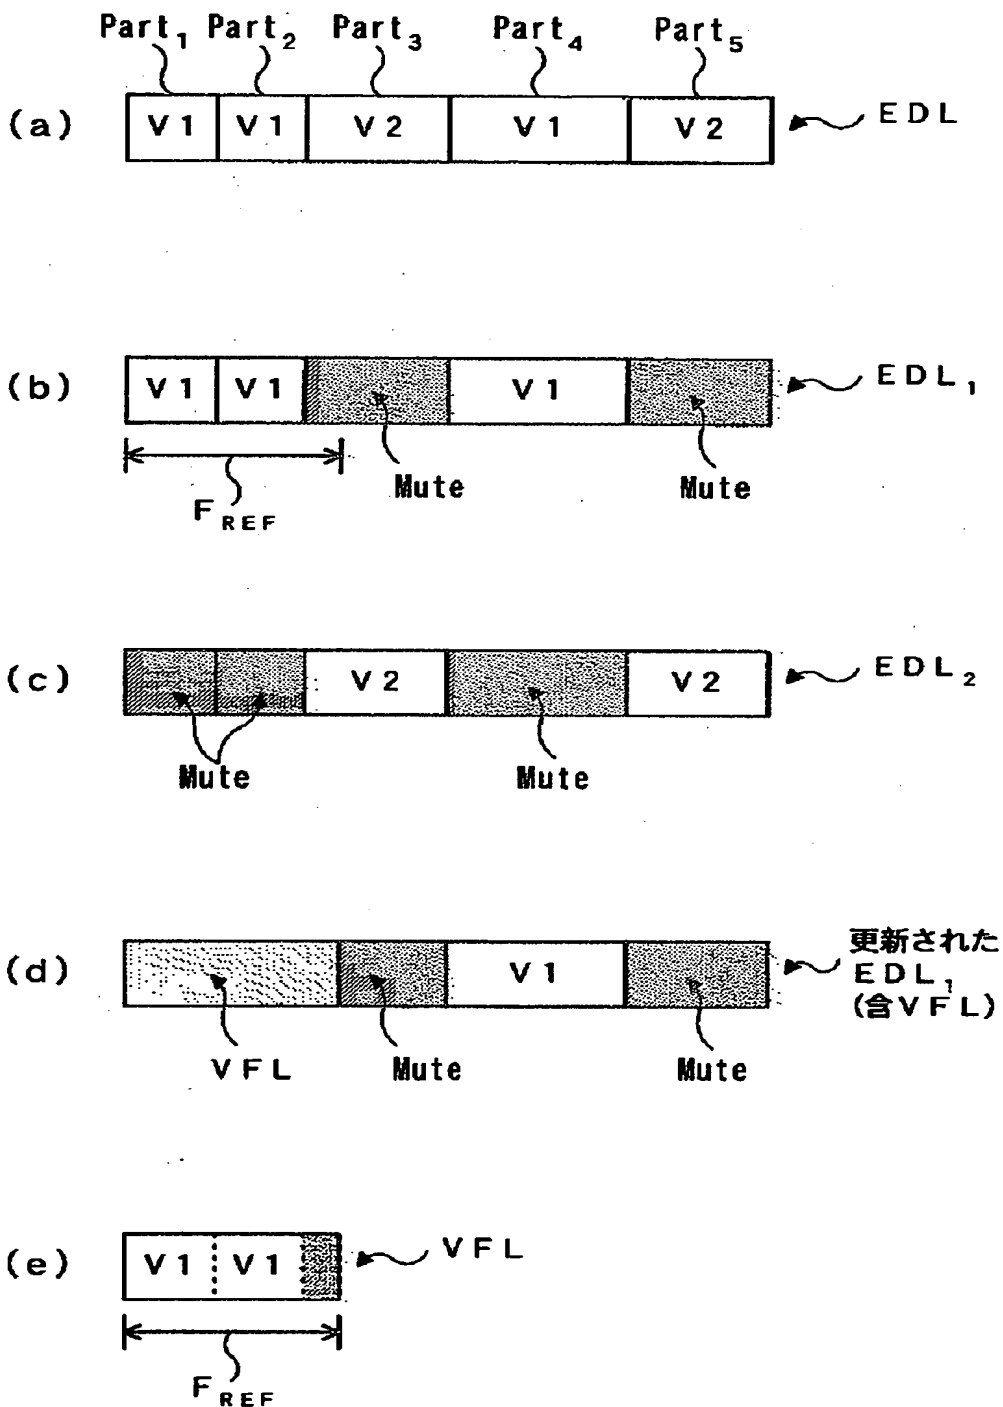 Part₁ Part₂ Part₃ Part₄ Part₅
(a) V1 V1 V2 V1 V2 EDL
(b) V1 V1 V1 EDL₁
Mute Mute
F_REF
(c) V2 V2 EDL₂
Mute Mute
(d) V1 更新された
EDL₁
(含VFL)
VFL Mute Mute
(e) V1 V1 VFL
F_REF